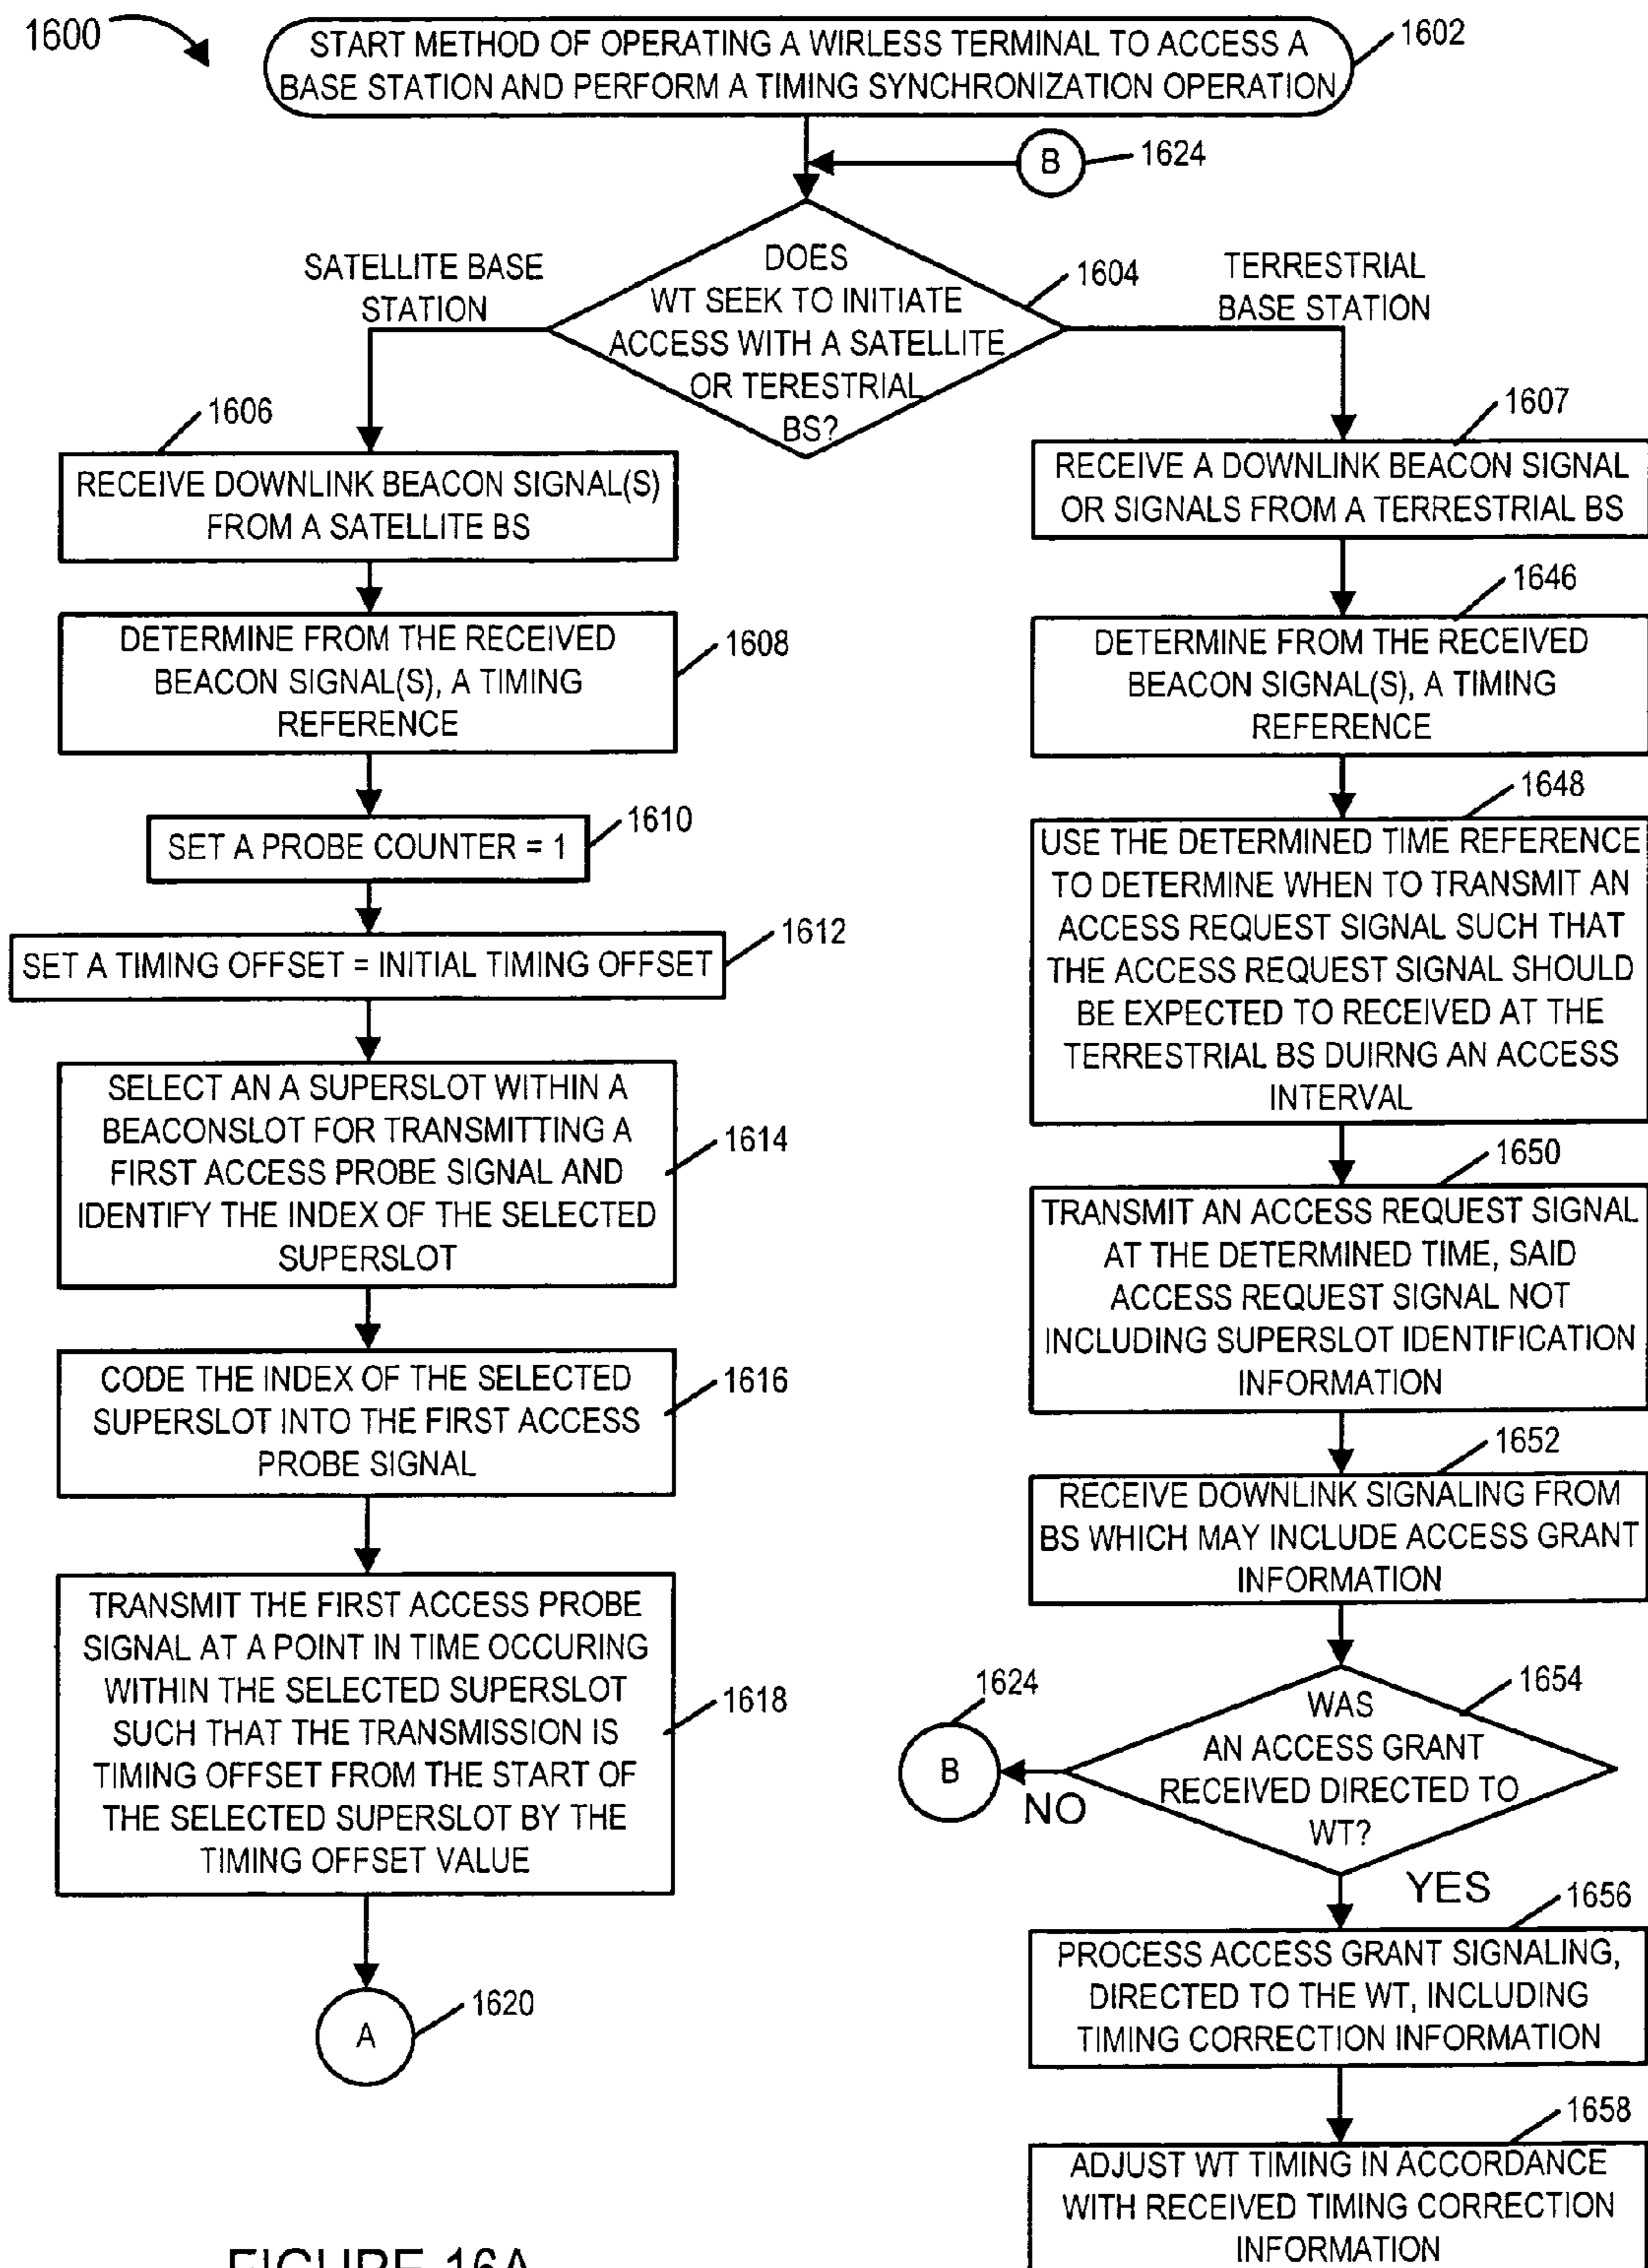 1600
START METHOD OF OPERATING A WIRLESS TERMINAL TO ACCESS A
BASE STATION AND PERFORM A TIMING SYNCHRONIZATION OPERATION
1602
B
1624
SATELLITE BASE
STATION
DOES
WT SEEK TO INITIATE
ACCESS WITH A SATELLITE
OR TERESTRIAL
BS?
1604
TERRESTRIAL
BASE STATION
1606
RECEIVE DOWNLINK BEACON SIGNAL(S)
FROM A SATELLITE BS
DETERMINE FROM THE RECEIVED
BEACON SIGNAL(S), A TIMING
REFERENCE
1608
SET A PROBE COUNTER = 1
1610
SET A TIMING OFFSET = INITIAL TIMING OFFSET
1612
SELECT AN A SUPERSLOT WITHIN A
BEACONSLOT FOR TRANSMITTING A
FIRST ACCESS PROBE SIGNAL AND
IDENTIFY THE INDEX OF THE SELECTED
SUPERSLOT
1614
CODE THE INDEX OF THE SELECTED
SUPERSLOT INTO THE FIRST ACCESS
PROBE SIGNAL
1616
TRANSMIT THE FIRST ACCESS PROBE
SIGNAL AT A POINT IN TIME OCCURING
WITHIN THE SELECTED SUPERSLOT
SUCH THAT THE TRANSMISSION IS
TIMING OFFSET FROM THE START OF
THE SELECTED SUPERSLOT BY THE
TIMING OFFSET VALUE
1618
A
1620
1607
RECEIVE A DOWNLINK BEACON SIGNAL
OR SIGNALS FROM A TERRESTRIAL BS
1646
DETERMINE FROM THE RECEIVED
BEACON SIGNAL(S), A TIMING
REFERENCE
1648
USE THE DETERMINED TIME REFERENCE
TO DETERMINE WHEN TO TRANSMIT AN
ACCESS REQUEST SIGNAL SUCH THAT
THE ACCESS REQUEST SIGNAL SHOULD
BE EXPECTED TO RECEIVED AT THE
TERRESTRIAL BS DUIRNG AN ACCESS
INTERVAL
1650
TRANSMIT AN ACCESS REQUEST SIGNAL
AT THE DETERMINED TIME, SAID
ACCESS REQUEST SIGNAL NOT
INCLUDING SUPERSLOT IDENTIFICATION
INFORMATION
1652
RECEIVE DOWNLINK SIGNALING FROM
BS WHICH MAY INCLUDE ACCESS GRANT
INFORMATION
1654
WAS
AN ACCESS GRANT
RECEIVED DIRECTED TO
WT?
1624
B
NO
YES
1656
PROCESS ACCESS GRANT SIGNALING,
DIRECTED TO THE WT, INCLUDING
TIMING CORRECTION INFORMATION
1658
ADJUST WT TIMING IN ACCORDANCE
WITH RECEIVED TIMING CORRECTION
INFORMATION
FIGURE 16A